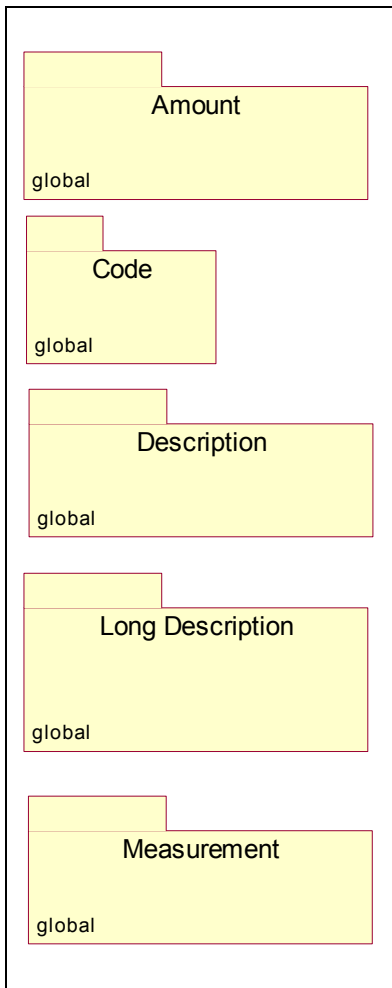 Amount
global
Code
global
Description
global
Long Description
global
Measurement
global